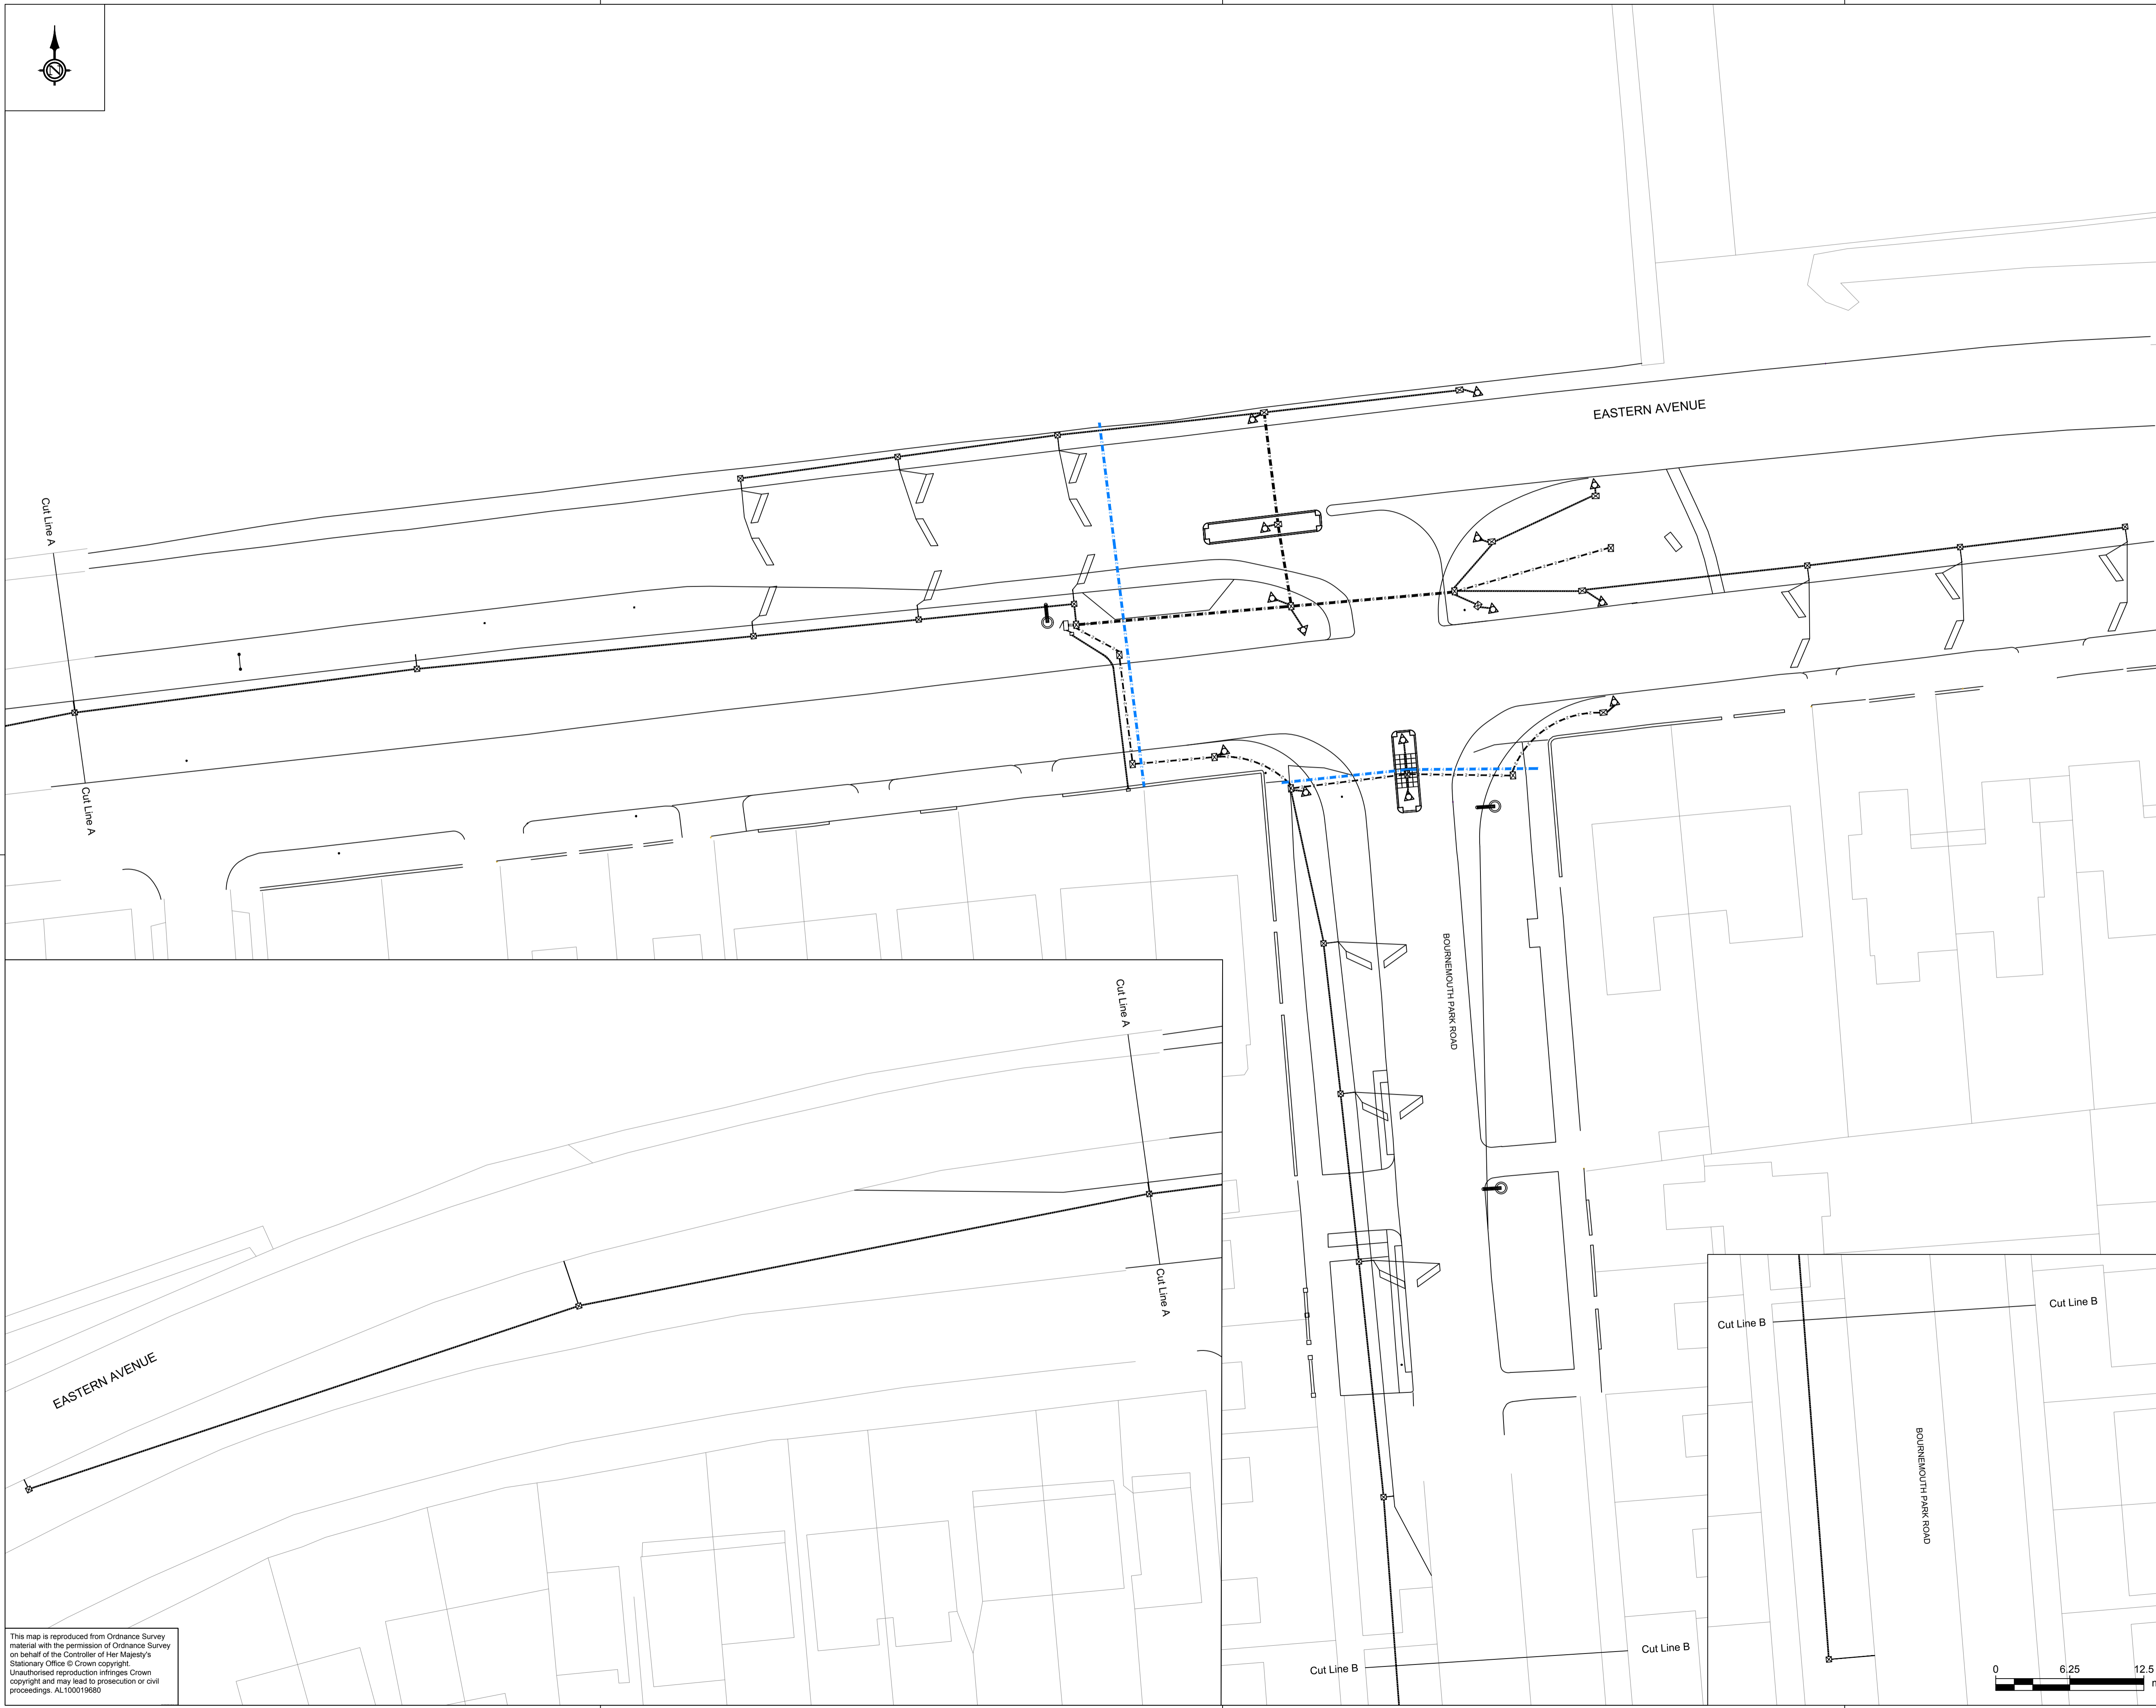 N
EASTERN AVENUE
Cut Line A
Cut Line A
BOURNEMOUTH PARK ROAD
Cut Line A
Cut Line A
EASTERN AVENUE
Cut Line B
Cut Line B
BOURNEMOUTH PARK ROAD
Cut Line B
Cut Line B
This map is reproduced from Ordnance Survey
material with the permission of Ordnance Survey
on behalf of the Controller of Her Majesty's
Stationary Office © Crown copyright.
Unauthorised reproduction infringes Crown
copyright and may lead to prosecution or civil
proceedings. AL100019680
0 6.25 12.5